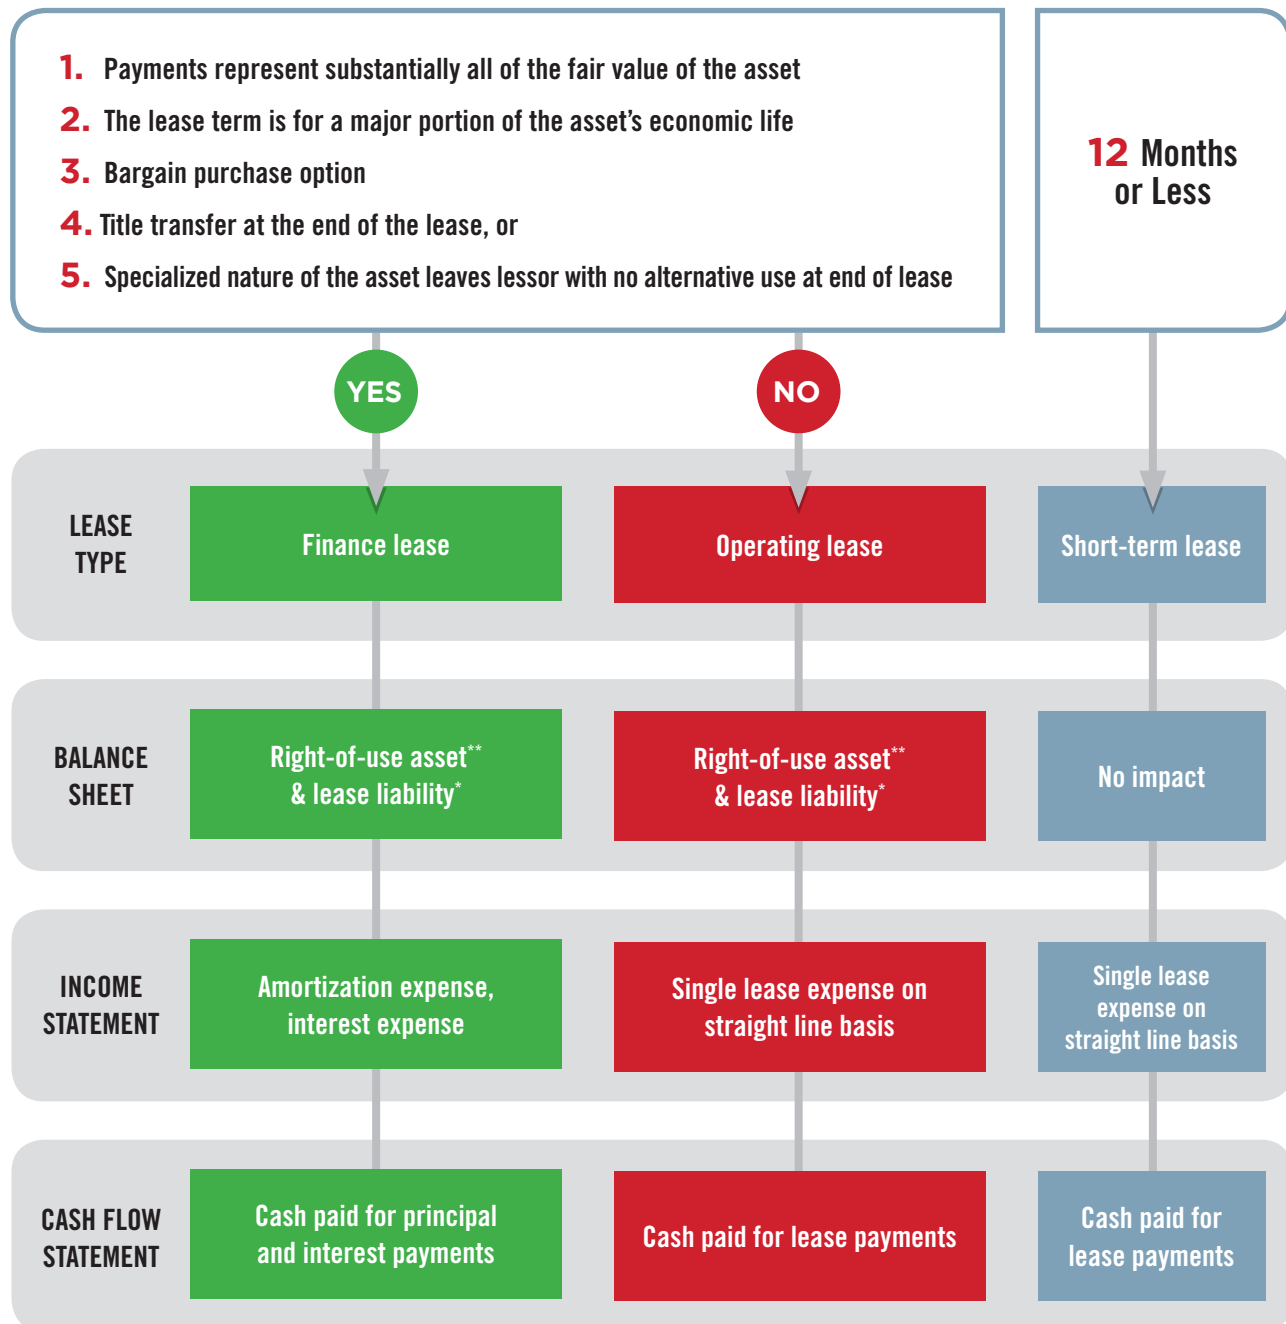 1. Payments represent substantially all of the fair value of the asset
2. The lease term is for a major portion of the asset’s economic life
3. Bargain purchase option
4. Title transfer at the end of the lease, or
5. Specialized nature of the asset leaves lessor with no alternative use at end of lease
12 Months
or Less
YES
NO
LEASE
TYPE
Finance lease
Operating lease
Short-term lease
BALANCE
SHEET
Right-of-use asset**
& lease liability*
Right-of-use asset**
& lease liability*
No impact
INCOME
STATEMENT
Amortization expense,
interest expense
Single lease expense on
straight line basis
Single lease
expense on
straight line basis
CASH FLOW
STATEMENT
Cash paid for principal
and interest payments
Cash paid for lease payments
Cash paid for
lease payments